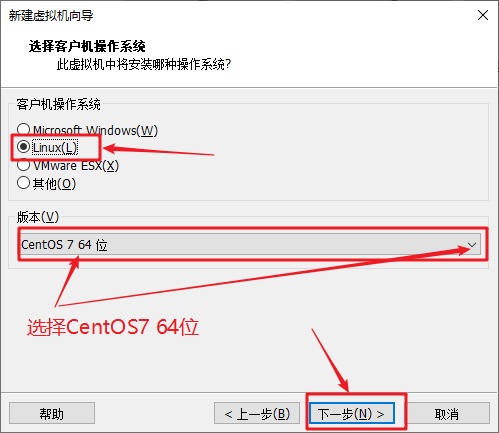 新建虚拟机向导
选择客户机操作系统
此虚拟机中将安装哪种操作系统?
客户机操作系统
Microsoft Windows(W)
Linux(L)
VMware ESX(X)
其他(O)
版本(V)
CentOS 7 64 位
选择CentOS7 64位
帮助
< 上一步(B)
下一步(N) >
取消